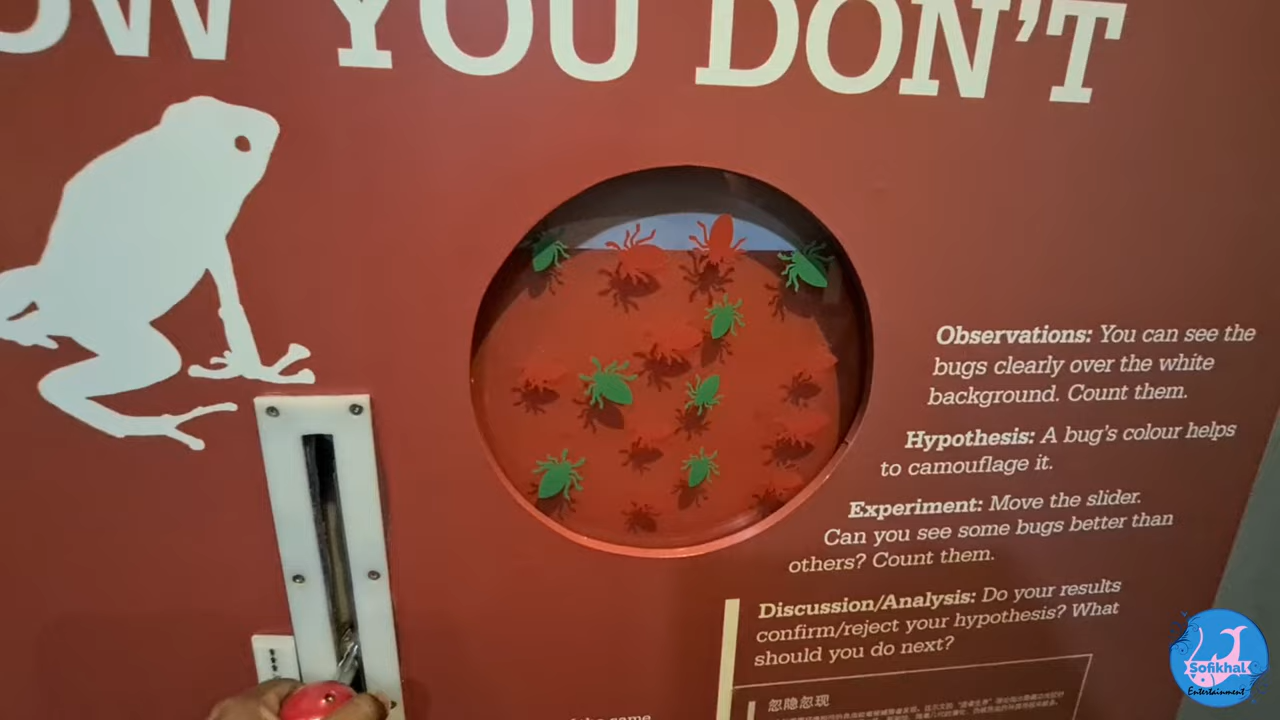 OW YOU DON'T
Observations: You can see the
bugs clearly over the white
background. Count them.
Hypothesis: A bug's colour helps
to camouflage it.
Experiment: Move the slider.
Can you see some bugs better than
others? Count them.
Discussion/Analysis: Do your results
confirm/reject your hypothesis? What
should you do next?
忽隐忽现
the same
Sofikhal
Entertainment